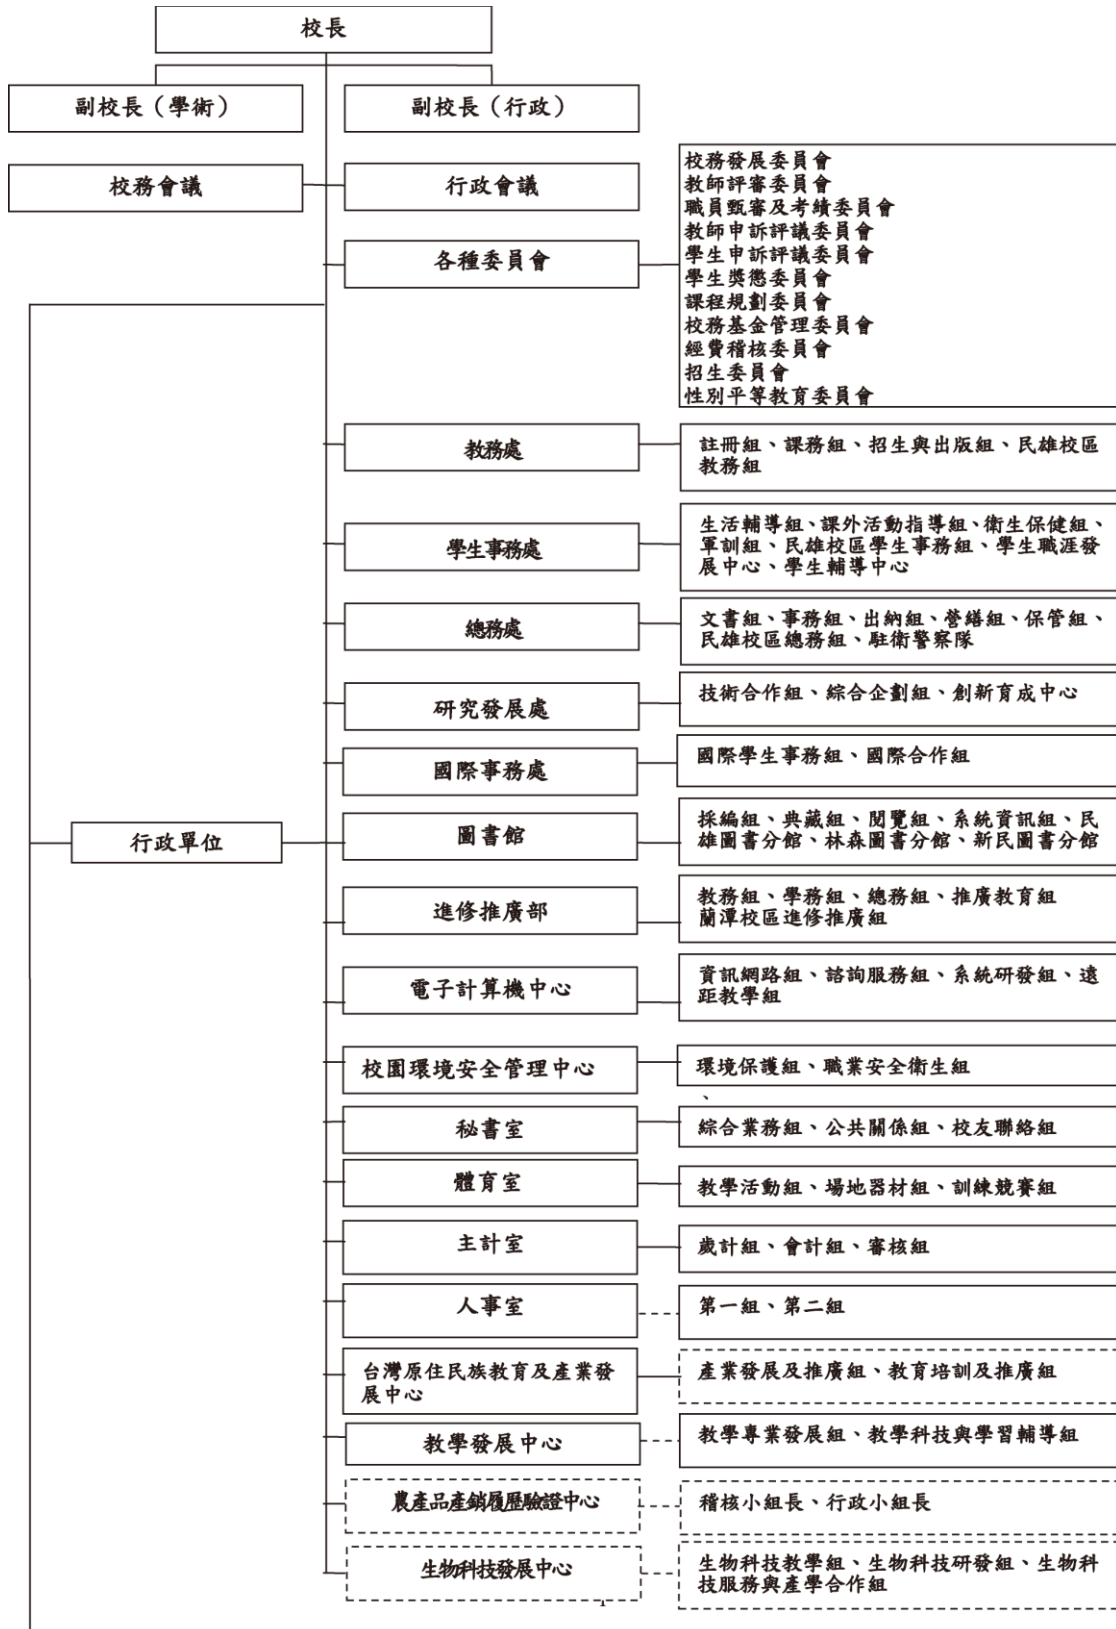 校長
副校長（學術）
副校長（行政）
校務會議
行政會議
各種委員會
校務發展委員會
教師評審委員會
職員甄審及考績委員會
教師申訴評議委員會
學生申訴評議委員會
學生獎懲委員會
課程規劃委員會
校務基金管理委員會
經費稽核委員會
招生委員會
性別平等教育委員會
行政單位
教務處
註冊組、課務組、招生與出版組、民雄校區
教務組
學生事務處
生活輔導組、課外活動指導組、衛生保健組、
軍訓組、民雄校區學生事務組、學生職涯發
展中心、學生輔導中心
總務處
文書組、事務組、出納組、營繕組、保管組、
民雄校區總務組、駐衛警察隊
研究發展處
技術合作組、綜合企劃組、創新育成中心
國際事務處
國際學生事務組、國際合作組
圖書館
採編組、典藏組、閱覽組、系統資訊組、民
雄圖書分館、林森圖書分館、新民圖書分館
進修推廣部
教務組、學務組、總務組、推廣教育組
蘭潭校區進修推廣組
電子計算機中心
資訊網路組、諮詢服務組、系統研發組、遠
距教學組
校園環境安全管理中心
環境保護組、職業安全衛生組
、
秘書室
綜合業務組、公共關係組、校友聯絡組
體育室
教學活動組、場地器材組、訓練競賽組
主計室
歲計組、會計組、審核組
人事室
第一組、第二組
台灣原住民族教育及產業發
展中心
產業發展及推廣組、教育培訓及推廣組
教學發展中心
教學專業發展組、教學科技與學習輔導組
農產品產銷履歷驗證中心
稽核小組長、行政小組長
生物科技發展中心
生物科技教學組、生物科技研發組、生物科
技服務與產學合作組
1